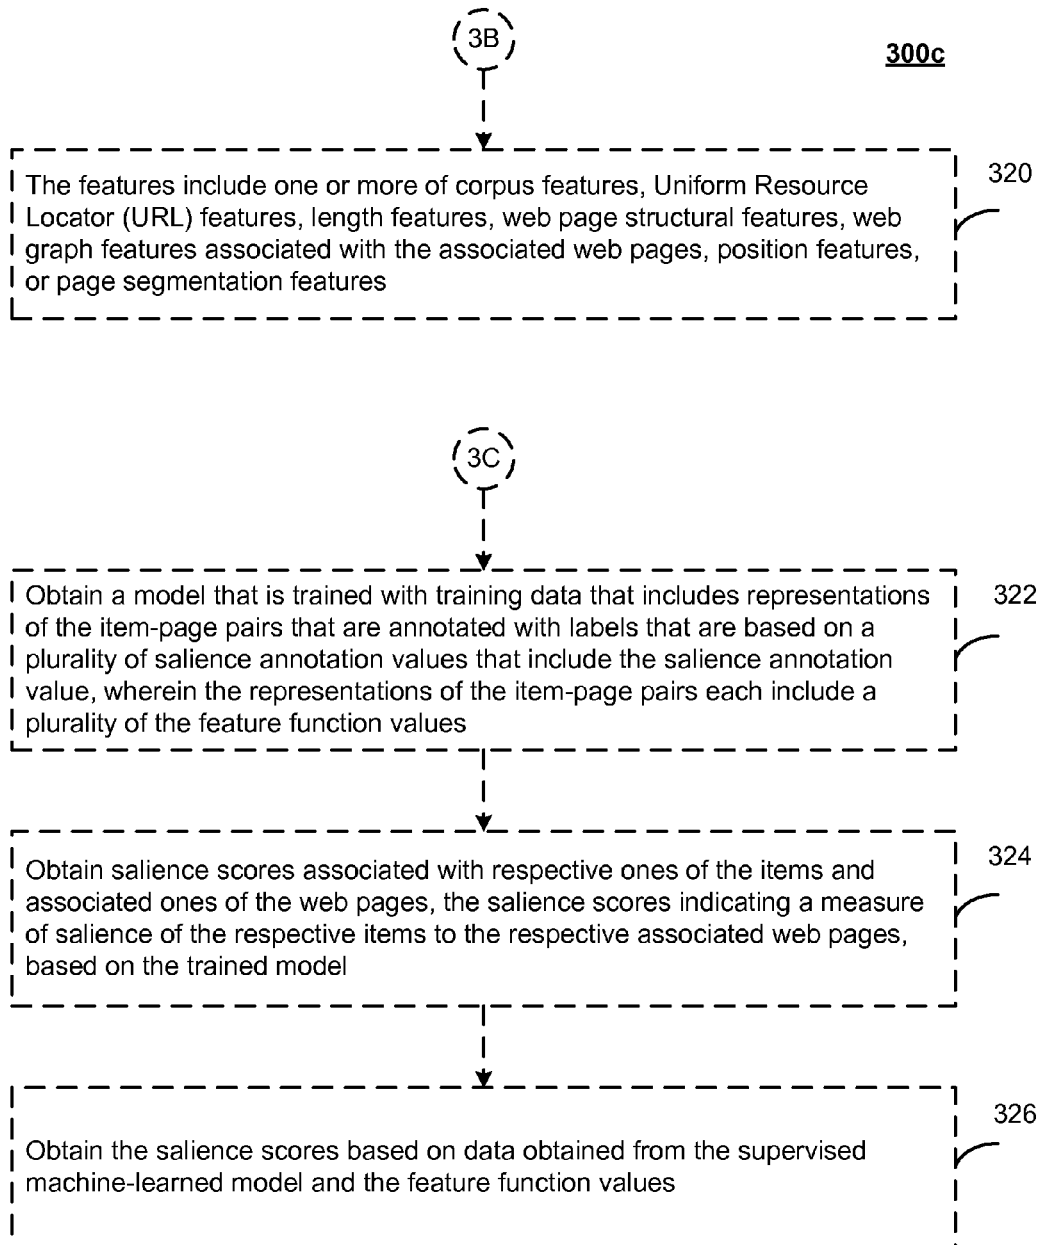 3B
300c
320
The features include one or more of corpus features, Uniform Resource
Locator (URL) features, length features, web page structural features, web
graph features associated with the associated web pages, position features,
or page segmentation features
3C
322
Obtain a model that is trained with training data that includes representations
of the item-page pairs that are annotated with labels that are based on a
plurality of salience annotation values that include the salience annotation
value, wherein the representations of the item-page pairs each include a
plurality of the feature function values
324
Obtain salience scores associated with respective ones of the items and
associated ones of the web pages, the salience scores indicating a measure
of salience of the respective items to the respective associated web pages,
based on the trained model
326
Obtain the salience scores based on data obtained from the supervised
machine-learned model and the feature function values